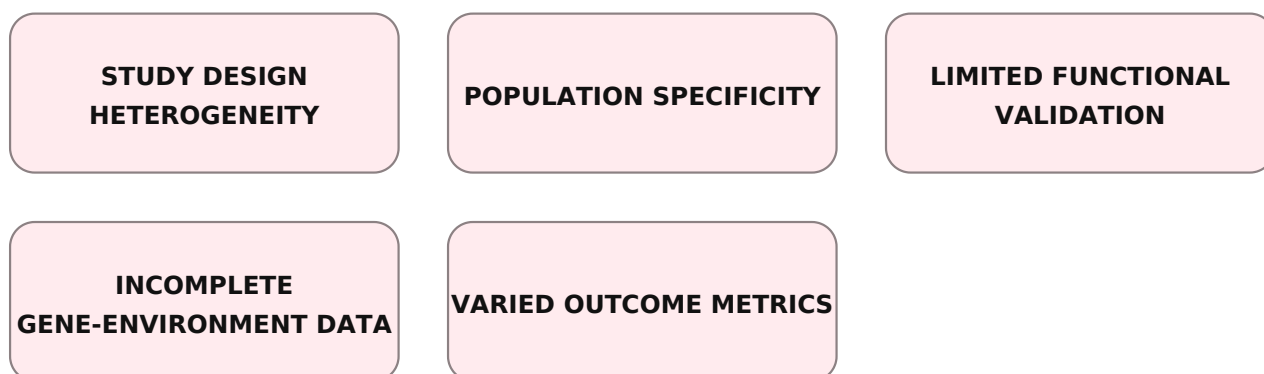 STUDY DESIGN
HETEROGENEITY
POPULATION SPECIFICITY
LIMITED FUNCTIONAL
VALIDATION
INCOMPLETE
GENE-ENVIRONMENT DATA
VARIED OUTCOME METRICS